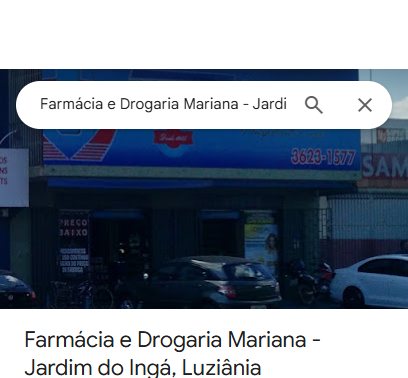 Farmácia e Drogaria Mariana - Jardi
3623-1577
SAM
PREÇO
BAIXO
Farmácia e Drogaria Mariana -
Jardim do Ingá, Luziânia